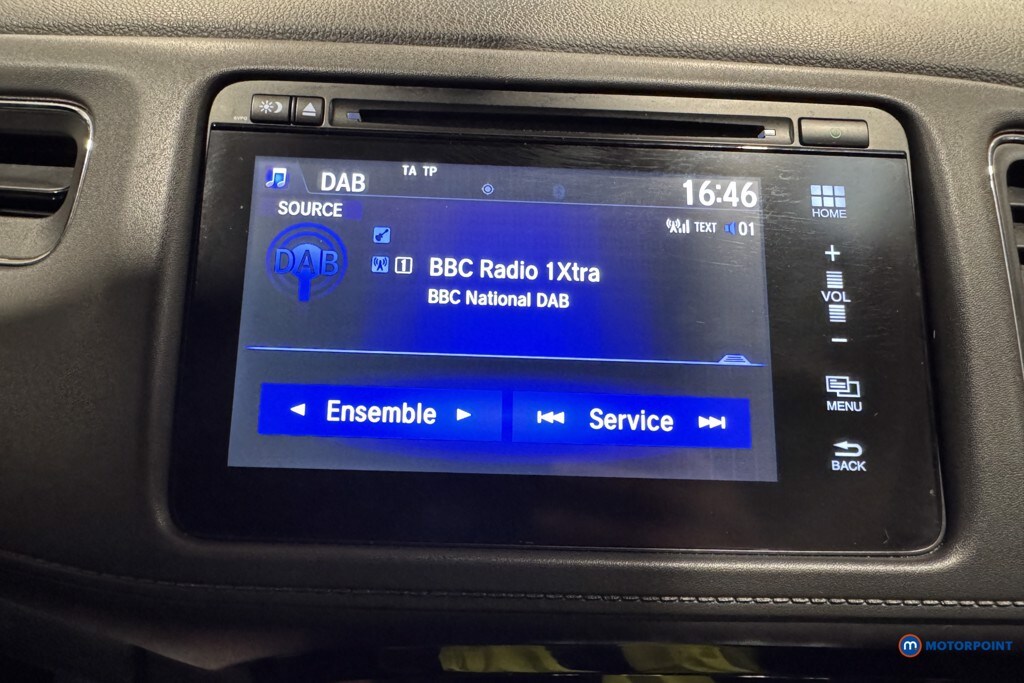 DAB
TA TP
16:46
HOME
SOURCE
TEXT 01
DAB
1
BBC Radio 1Xtra
BBC National DAB
+
VOL
−
Ensemble
Service
MENU
BACK
M MOTORPOINT